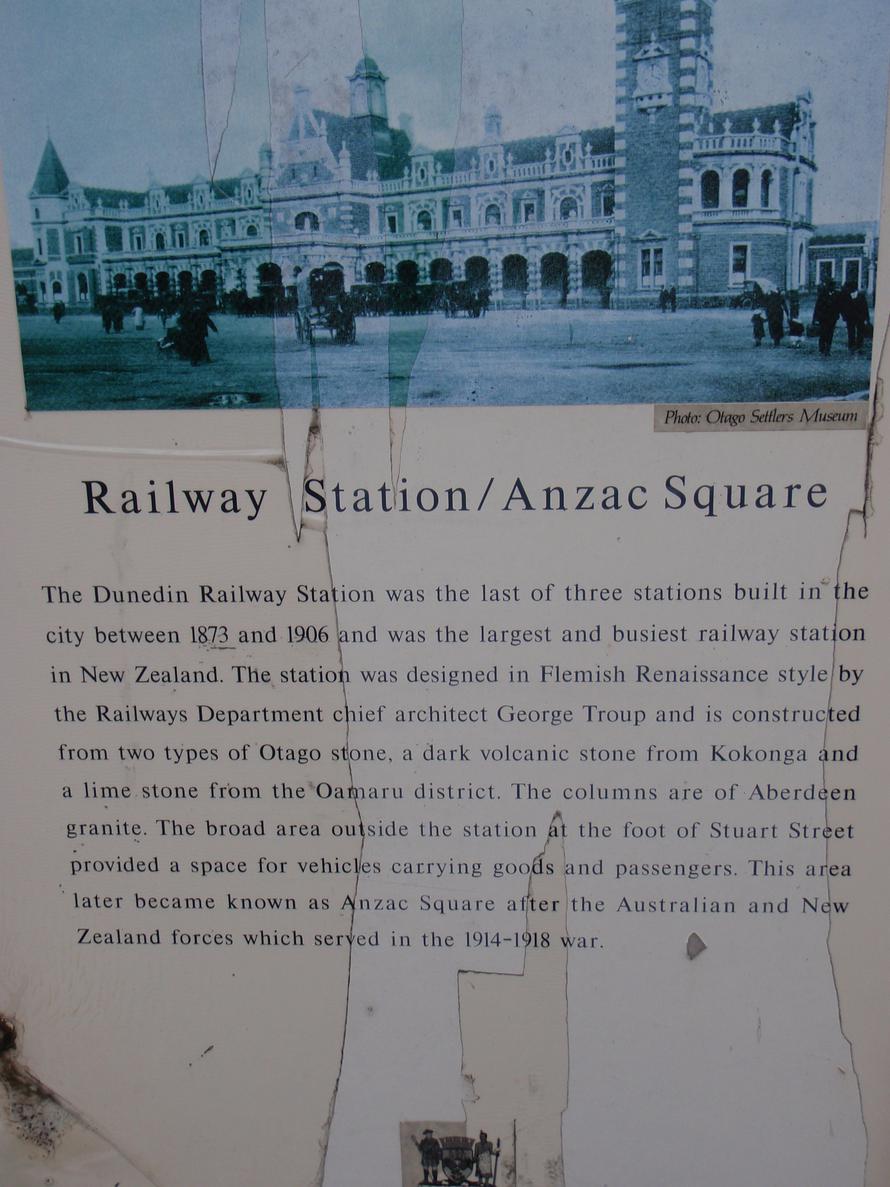 Photo: Otago Settlers Museum
Railway Station/Anzac Square
The Dunedin Railway Station was the last of three stations built in the
city between 1873 and 1906 and was the largest and busiest railway station
in New Zealand. The station was designed in Flemish Renaissance style by
the Railways Department chief architect George Troup and is constructed
from two types of Otago stone, a dark volcanic stone from Kokonga and
a lime stone from the Oamaru district. The columns are of Aberdeen
granite. The broad area outside the station at the foot of Stuart Street
provided a space for vehicles carrying goods and passengers. This area
later became known as Anzac Square after the Australian and New
Zealand forces which served in the 1914-1918 war.